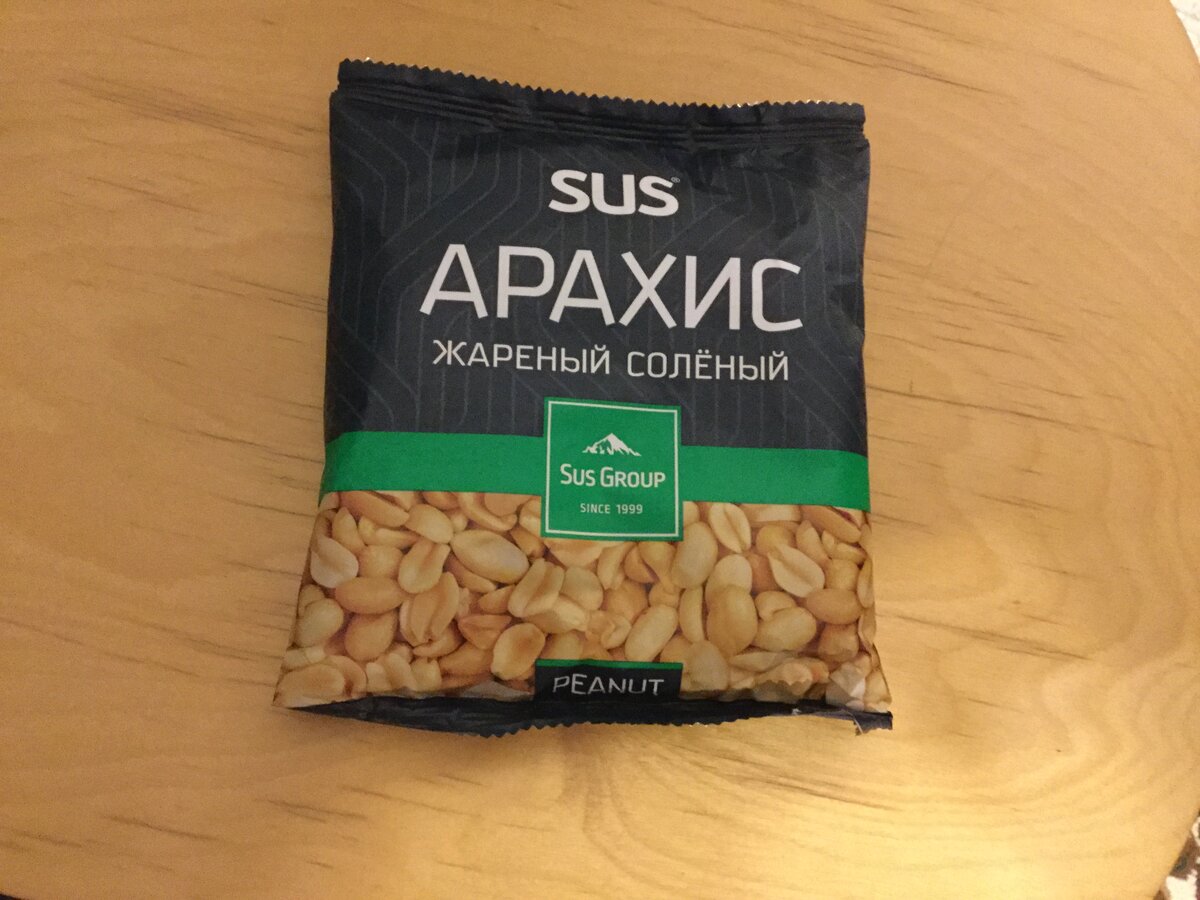 SUS®
АРАХИС
ЖАРЕНЫЙ СОЛЁНЫЙ
SUS GROUP
SINCE 1999
PEANUT